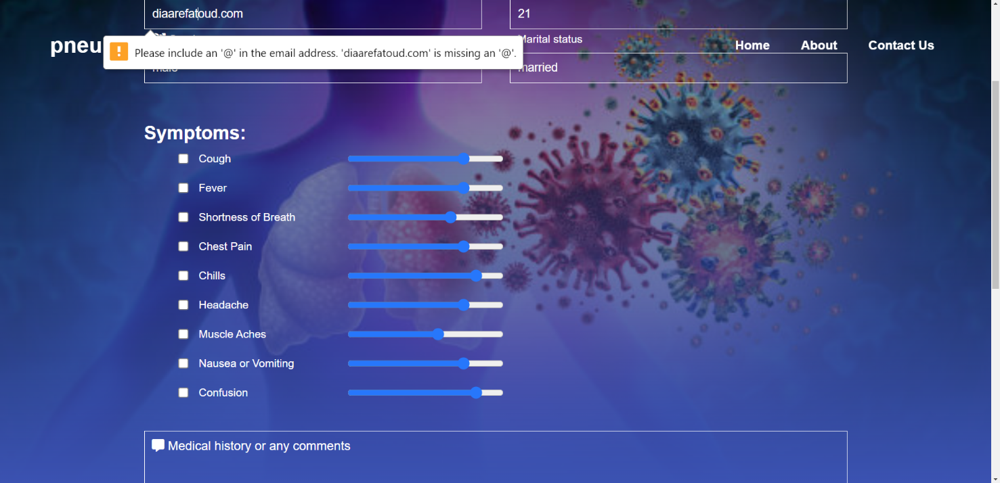 diaarefatoud.com
21
Marital status
pneu
Please include an '@' in the email address. 'diaarefatoud.com' is missing an '@'.
Home
About
Contact Us
male
married
Symptoms:
Cough
Fever
Shortness of Breath
Chest Pain
Chills
Headache
Muscle Aches
Nausea or Vomiting
Confusion
Medical history or any comments